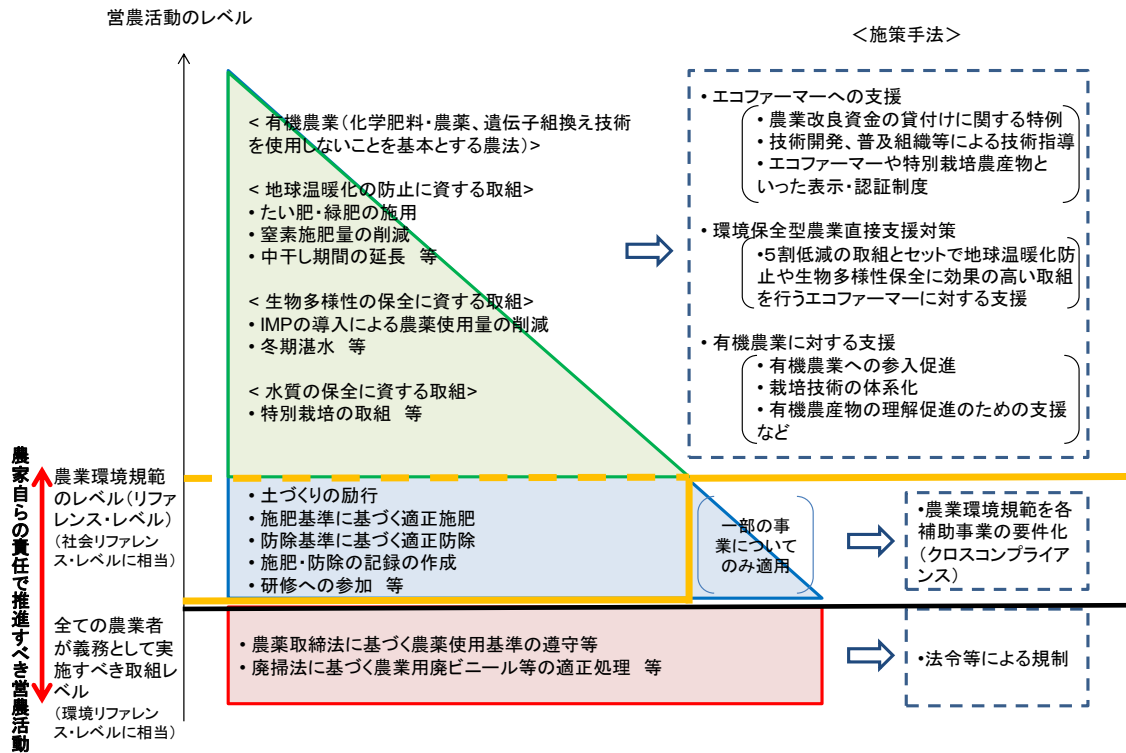 営農活動のレベル
＜施策手法＞
< 有機農業（化学肥料・農薬、遺伝子組換え技術
を使用しないことを基本とする農法）>
< 地球温暖化の防止に資する取組>
・たい肥・緑肥の施用
・窒素施肥量の削減
・中干し期間の延長 等
< 生物多様性の保全に資する取組>
・IMPの導入による農薬使用量の削減
・冬期湛水 等
< 水質の保全に資する取組>
・特別栽培の取組 等
・エコファーマーへの支援
・農業改良資金の貸付けに関する特例
・技術開発、普及組織等による技術指導
・エコファーマーや特別栽培農産物と
いった表示・認証制度
・環境保全型農業直接支援対策
・５割低減の取組とセットで地球温暖化防
止や生物多様性保全に効果の高い取組
を行うエコファーマーに対する支援
・有機農業に対する支援
・有機農業への参入促進
・栽培技術の体系化
・有機農産物の理解促進のための支援
など
農家自らの責任で推進すべき営農活動
農業環境規範
のレベル（リファ
レンス・レベル）
（社会リファレン
ス・レベルに相当）
・土づくりの励行
・施肥基準に基づく適正施肥
・防除基準に基づく適正防除
・施肥・防除の記録の作成
・研修への参加 等
一部の事
業について
のみ適用
・農業環境規範を各
補助事業の要件化
（クロスコンプライア
ンス）
全ての農業者
が義務として実
施すべき取組レ
ベル
（環境リファレン
ス・レベルに相当）
・農薬取締法に基づく農薬使用基準の遵守等
・廃掃法に基づく農業用廃ビニール等の適正処理 等
・法令等による規制